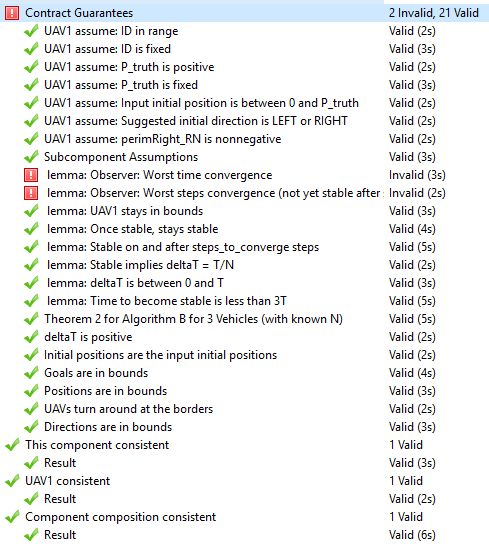 Contract Guarantees 2 Invalid, 21 Valid
UAV1 assume: ID in range Valid (2s)
UAV1 assume: ID is fixed Valid (3s)
UAV1 assume: P_truth is positive Valid (2s)
UAV1 assume: P_truth is fixed Valid (3s)
UAV1 assume: Input initial position is between 0 and P_truth Valid (2s)
UAV1 assume: Suggested initial direction is LEFT or RIGHT Valid (2s)
UAV1 assume: perimRight_RN is nonnegative Valid (2s)
Subcomponent Assumptions Valid (3s)
lemma: Observer: Worst time convergence Invalid (3s)
lemma: Observer: Worst steps convergence (not yet stable after Invalid (2s)
lemma: UAV1 stays in bounds Valid (3s)
lemma: Once stable, stays stable Valid (4s)
lemma: Stable on and after steps_to_converge steps Valid (5s)
lemma: Stable implies deltaT = T/N Valid (2s)
lemma: deltaT is between 0 and T Valid (3s)
lemma: Time to become stable is less than 3T Valid (5s)
Theorem 2 for Algorithm B for 3 Vehicles (with known N) Valid (5s)
deltaT is positive Valid (2s)
Initial positions are the input initial positions Valid (2s)
Goals are in bounds Valid (4s)
Positions are in bounds Valid (3s)
UAVs turn around at the borders Valid (2s)
Directions are in bounds Valid (3s)
This component consistent 1 Valid
Result Valid (3s)
UAV1 consistent 1 Valid
Result Valid (2s)
Component composition consistent 1 Valid
Result Valid (6s)